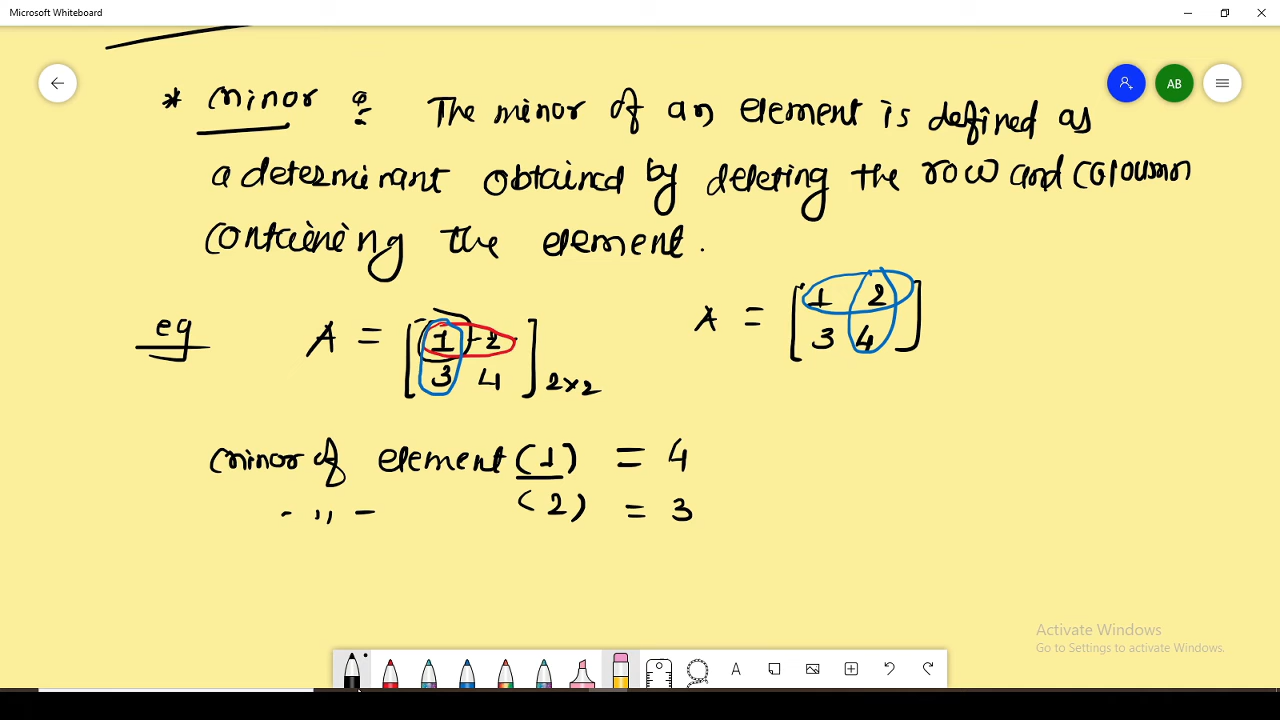 Microsoft Whiteboard
AB
* minor : The minor of an element is defined as
a determinant obtained by deleting the row and coloumn
containing the element.
eg A = [1 2
3 4] 2x2
A = [1 2
3 4]
minor of element (1) = 4
- ,, - (2) = 3
Activate Windows
Go to Settings to activate Windows.
A